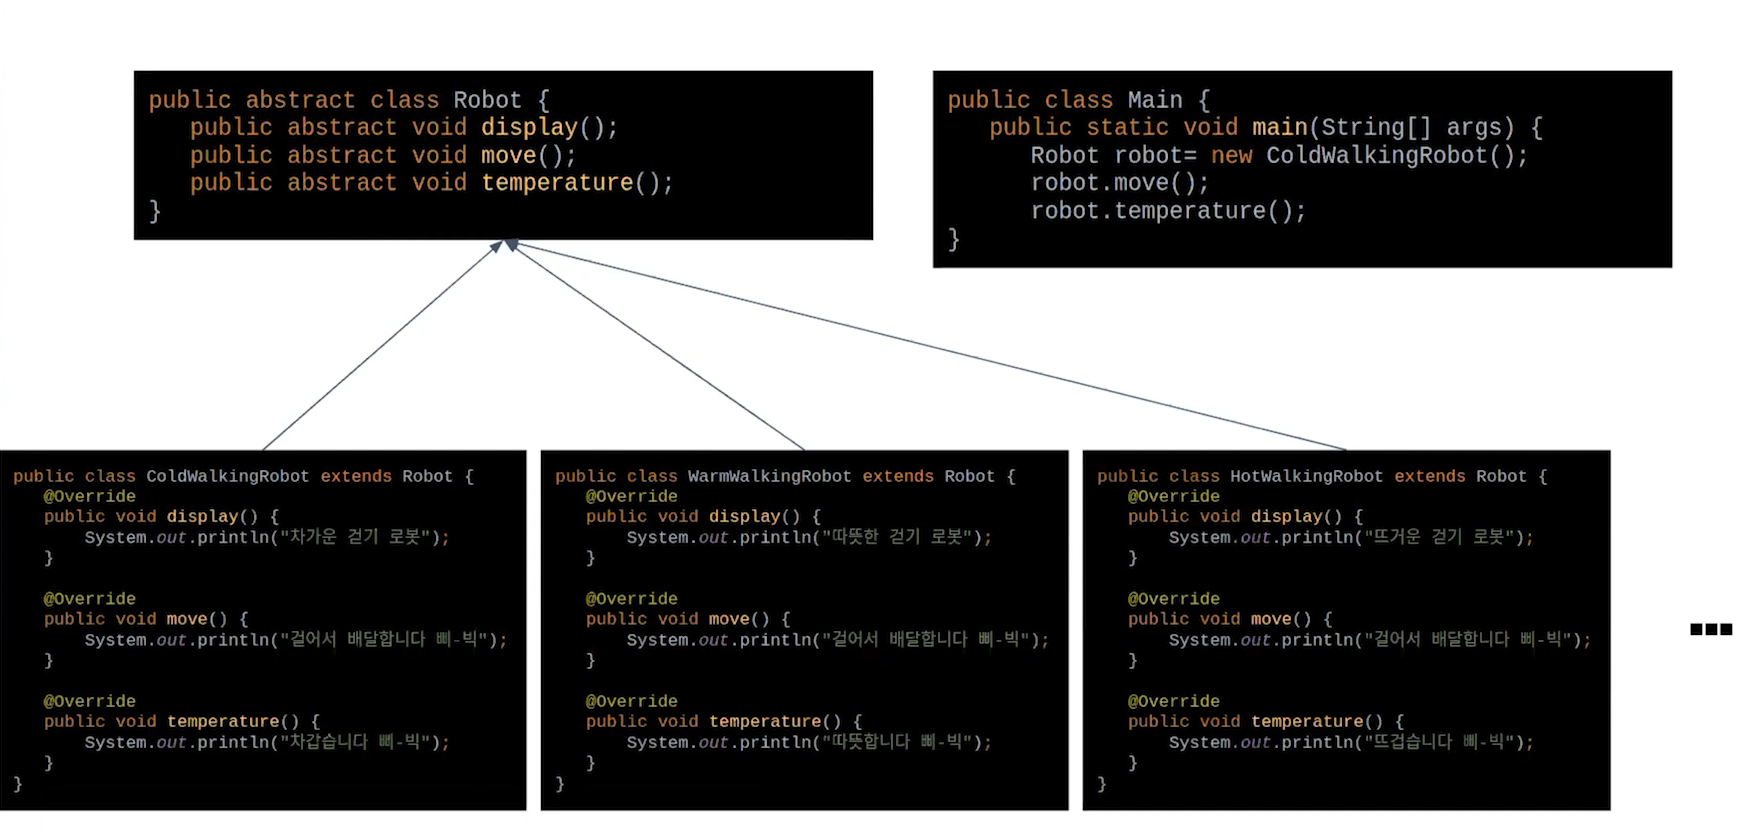 public abstract class Robot {
public abstract void display();
public abstract void move();
public abstract void temperature();
}
public class Main {
public static void main(String[] args) {
Robot robot= new ColdWalkingRobot();
robot.move();
robot.temperature();
}
public class ColdWalkingRobot extends Robot {
@Override
public void display() {
System.out.println("차가운 걷기 로봇");
}
@Override
public void move() {
System.out.println("걸어서 배달합니다 삐-빅");
}
@Override
public void temperature() {
System.out.println("차갑습니다 삐-빅");
}
}
public class WarmWalkingRobot extends Robot {
@Override
public void display() {
System.out.println("따뜻한 걷기 로봇");
}
@Override
public void move() {
System.out.println("걸어서 배달합니다 삐-빅");
}
@Override
public void temperature() {
System.out.println("따뜻합니다 삐-빅");
}
}
public class HotWalkingRobot extends Robot {
@Override
public void display() {
System.out.println("뜨거운 걷기 로봇");
}
@Override
public void move() {
System.out.println("걸어서 배달합니다 삐-빅");
}
@Override
public void temperature() {
System.out.println("뜨겁습니다 삐-빅");
}
}
...